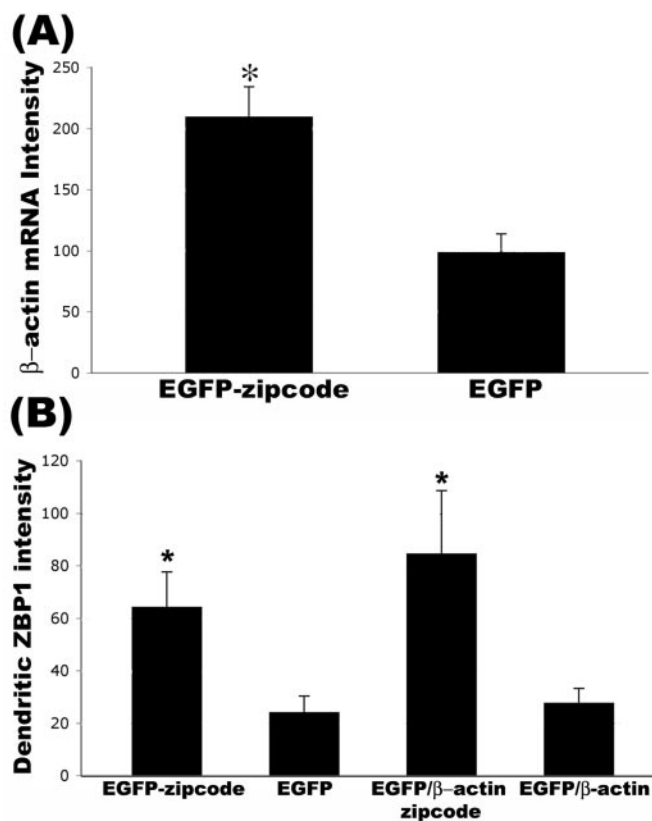 (A)
β-actin mRNA Intensity
250
200
150
100
50
0
*
EGFP-zipcode EGFP
(B)
Dendritic ZBP1 intensity
120
100
80
60
40
20
0
*
*
EGFP-zipcode EGFP EGFP/β-actin EGFP/β-actin
zipcode